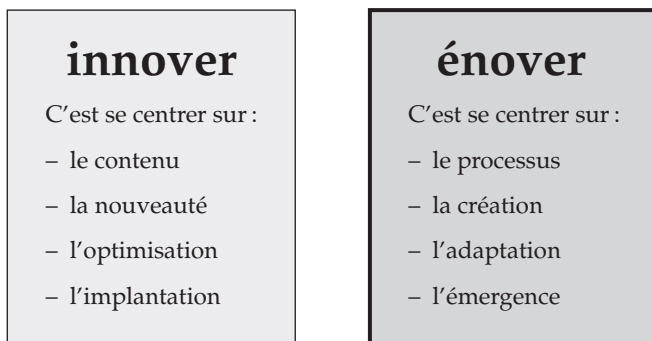 innover
C’est se centrer sur :
– le contenu
– la nouveauté
– l’optimisation
– l’implantation
énover
C’est se centrer sur :
– le processus
– la création
– l’adaptation
– l’émergence